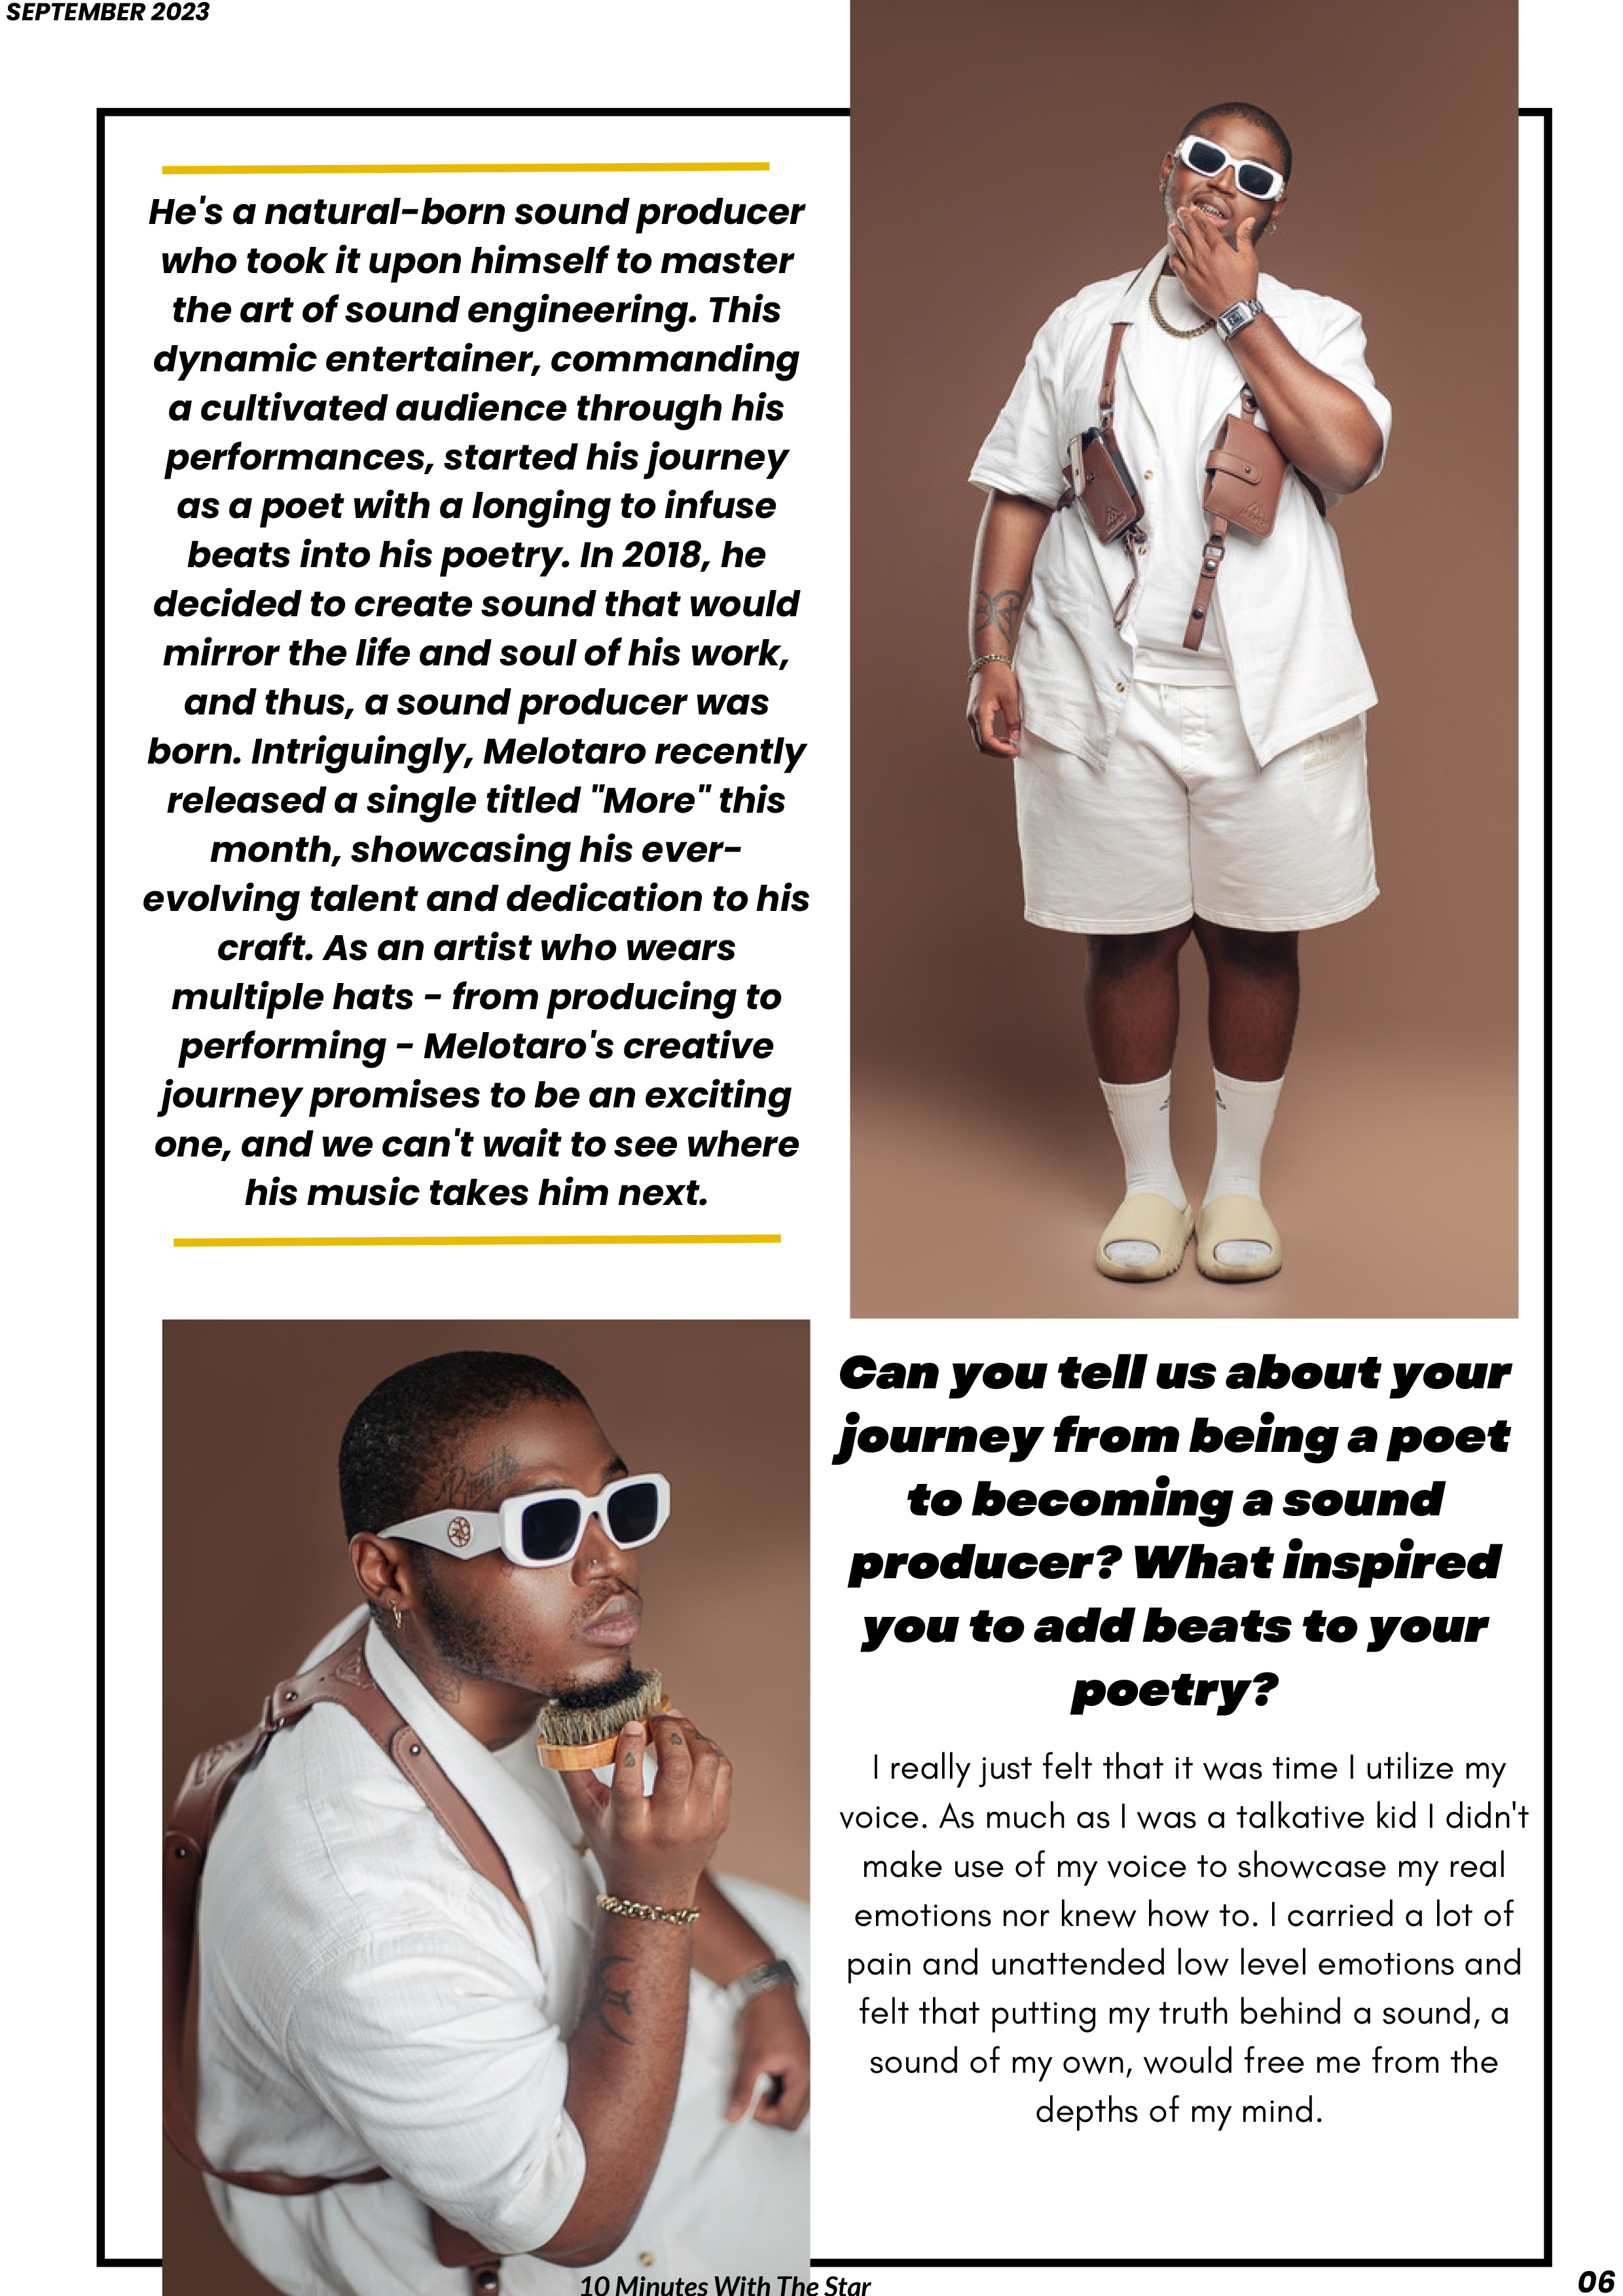 SEPTEMBER 2023
He's a natural-born sound producer
who took it upon himself to master
the art of sound engineering. This
dynamic entertainer, commanding
a cultivated audience through his
performances, started his journey
as a poet with a longing to infuse
beats into his poetry. In 2018, he
decided to create sound that would
mirror the life and soul of his work,
and thus, a sound producer was
born. Intriguingly, Melotaro recently
released a single titled "More" this
month, showcasing his ever-
evolving talent and dedication to his
craft. As an artist who wears
multiple hats - from producing to
performing - Melotaro's creative
journey promises to be an exciting
one, and we can't wait to see where
his music takes him next.
Can you tell us about your
journey from being a poet
to becoming a sound
producer? What inspired
you to add beats to your
poetry?
I really just felt that it was time I utilize my
voice. As much as I was a talkative kid I didn't
make use of my voice to showcase my real
emotions nor knew how to. I carried a lot of
pain and unattended low level emotions and
felt that putting my truth behind a sound, a
sound of my own, would free me from the
depths of my mind.
10 Minutes With The Star
06